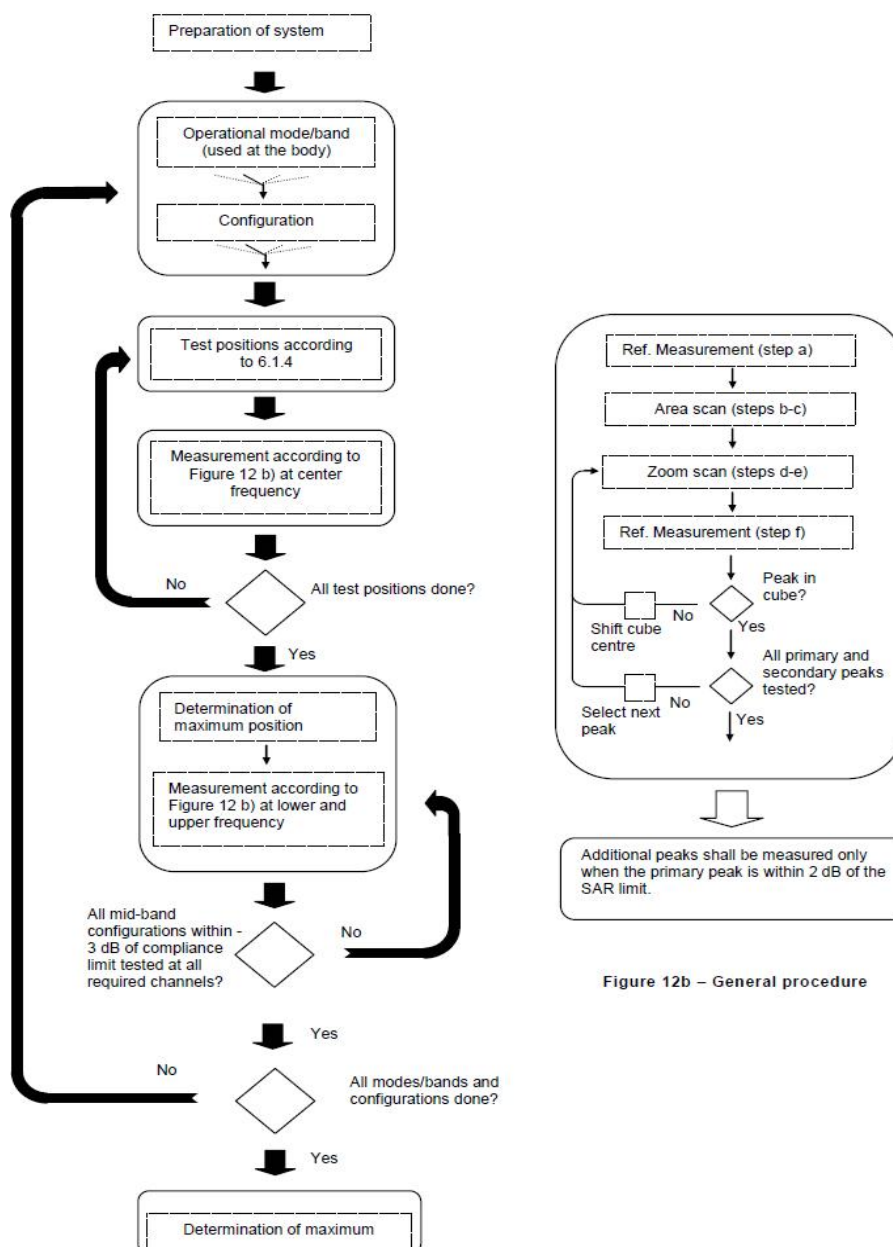 Preparation of system
Operational mode/band
(used at the body)
Configuration
Test positions according
to 6.1.4
Measurement according to
Figure 12 b) at center
frequency
No
All test positions done?
Yes
Determination of
maximum position
Measurement according to
Figure 12 b) at lower and
upper frequency
All mid-band
configurations within -
3 dB of compliance
limit tested at all
required channels?
No
Yes
No
All modes/bands and
configurations done?
Yes
Determination of maximum
Ref. Measurement (step a)
Area scan (steps b-c)
Zoom scan (steps d-e)
Ref. Measurement (step f)
Peak in
cube?
No
Shift cube
centre
Yes
All primary and
secondary peaks
tested?
No
Select next
peak
Yes
Additional peaks shall be measured only
when the primary peak is within 2 dB of the
SAR limit.
Figure 12b – General procedure